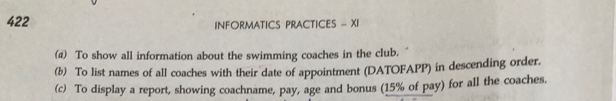 422
INFORMATICS PRACTICES – XI
(a) To show all information about the swimming coaches in the club.
(b) To list names of all coaches with their date of appointment (DATOFAPP) in descending order.
(c) To display a report, showing coachname, pay, age and bonus (15% of pay) for all the coaches.